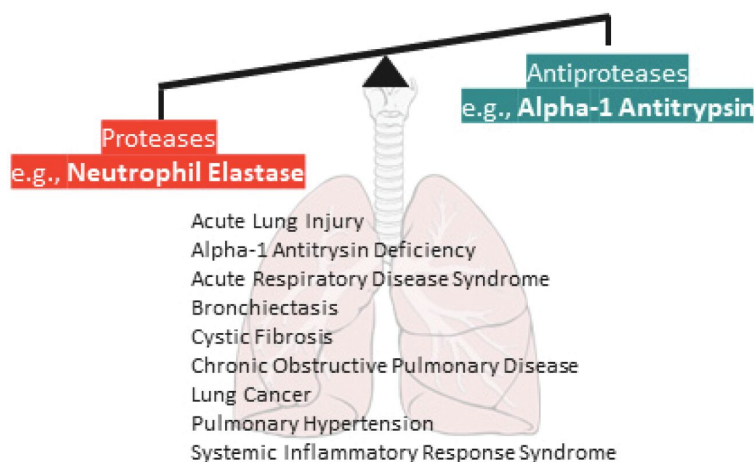 Antiproteases
e.g., Alpha-1 Antitrypsin
Proteases
e.g., Neutrophil Elastase
Acute Lung Injury
Alpha-1 Antitrysin Deficiency
Acute Respiratory Disease Syndrome
Bronchiectasis
Cystic Fibrosis
Chronic Obstructive Pulmonary Disease
Lung Cancer
Pulmonary Hypertension
Systemic Inflammatory Response Syndrome